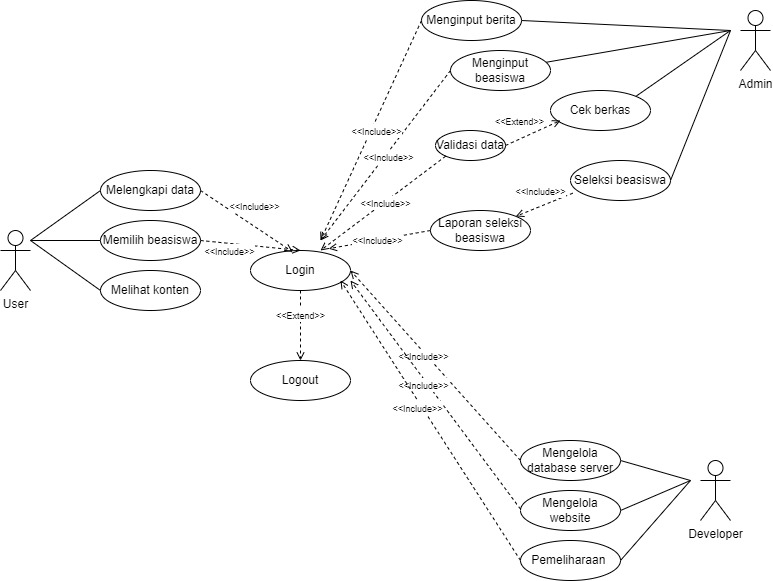 Menginput berita
Admin
Menginput
beasiswa
Cek berkas
<<Extend>>
<<Include>>
Validasi data
<<Include>>
Melengkapi data
Seleksi beasiswa
<<Include>>
<<Include>>
<<Include>>
Laporan seleksi
beasiswa
User
Memilih beasiswa
<<Include>>
<<Include>>
Login
Melihat konten
<<Extend>>
Logout
<<Include>>
<<Include>>
<<Include>>
Mengelola
database server
Mengelola
website
Developer
Pemeliharaan